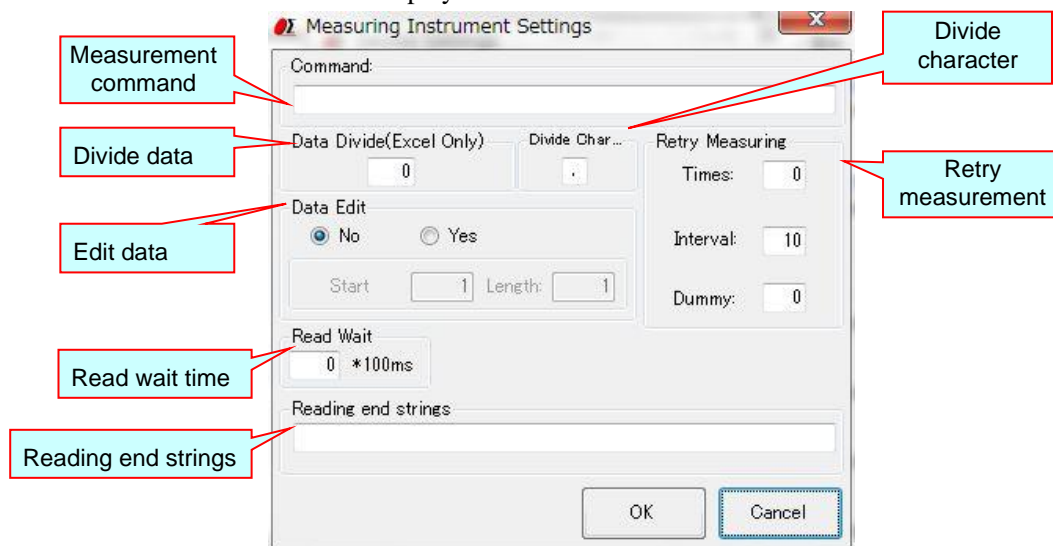 Measuring Instrument Settings
Measurement
command
Divide
character
Command:
Divide data
Data Divide(Excel Only)
0
Divide Char...
Retry Measuring
Times: 0
Retry
measurement
Edit data
Data Edit
No Yes
Interval: 10
Start 1 Length: 1
Dummy: 0
Read wait time
Read Wait
0 *100ms
Reading end strings
Reading end strings
OK Cancel